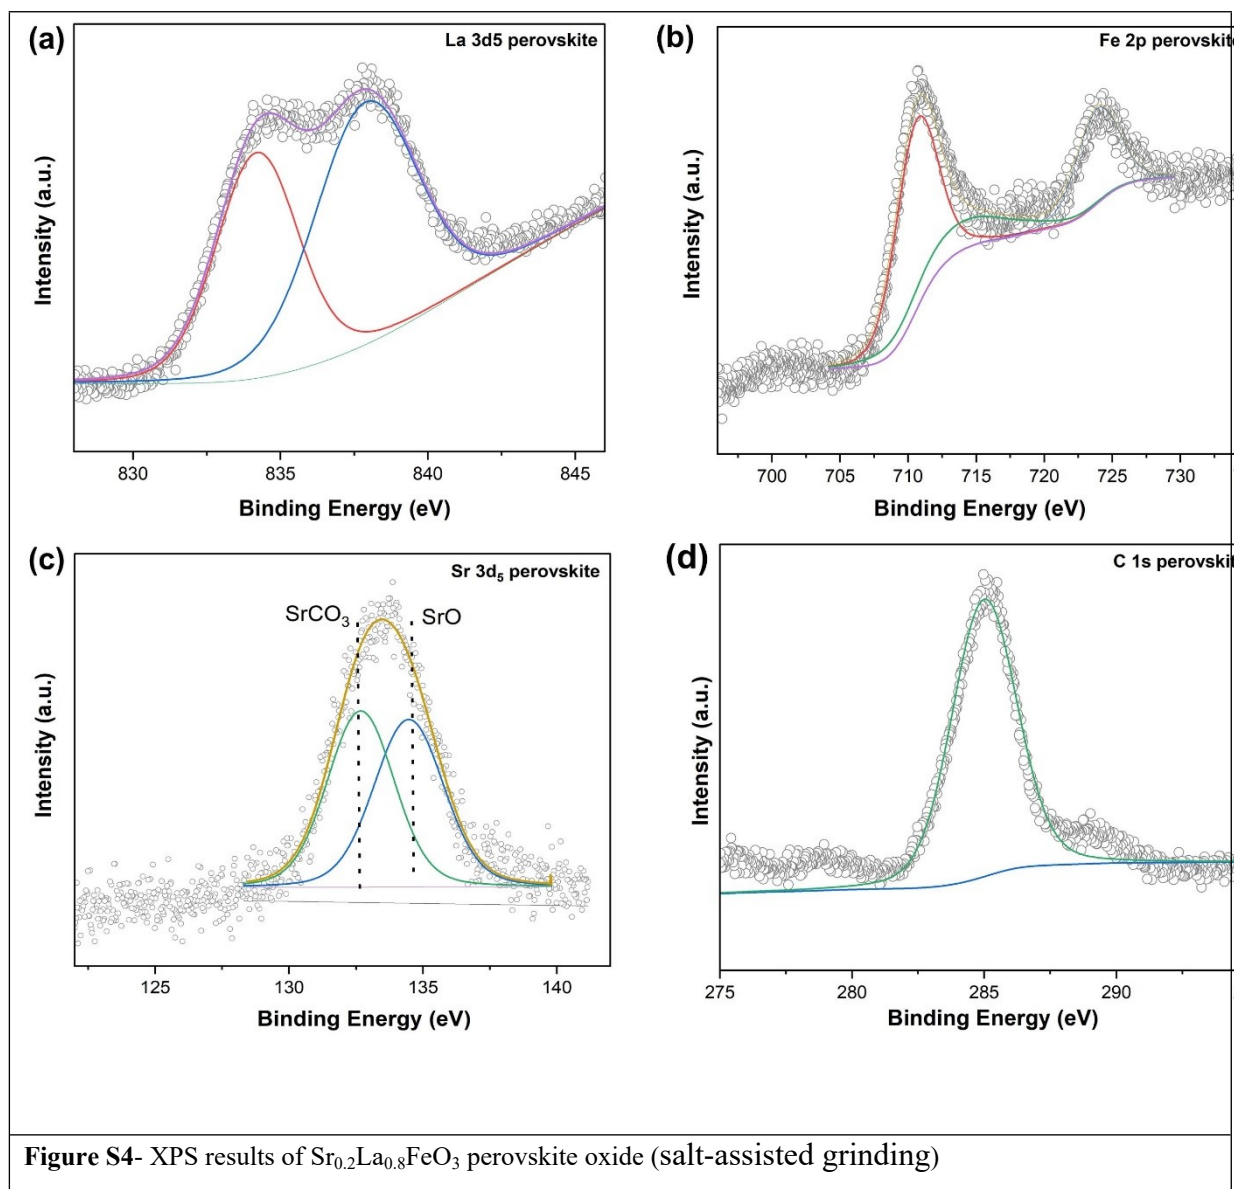 (a)
La 3d5 perovskite
Intensity (a.u.)
830 835 840 845
Binding Energy (eV)
(b)
Fe 2p perovskite
Intensity (a.u.)
700 705 710 715 720 725 730
Binding Energy (eV)
(c)
Sr 3d₅ perovskite
SrCO₃
SrO
Intensity (a.u.)
125 130 135 140
Binding Energy (eV)
(d)
C 1s perovskit
Intensity (a.u.)
275 280 285 290
Binding Energy (eV)
Figure S4- XPS results of Sr₀.₂La₀.₈FeO₃ perovskite oxide (salt-assisted grinding)